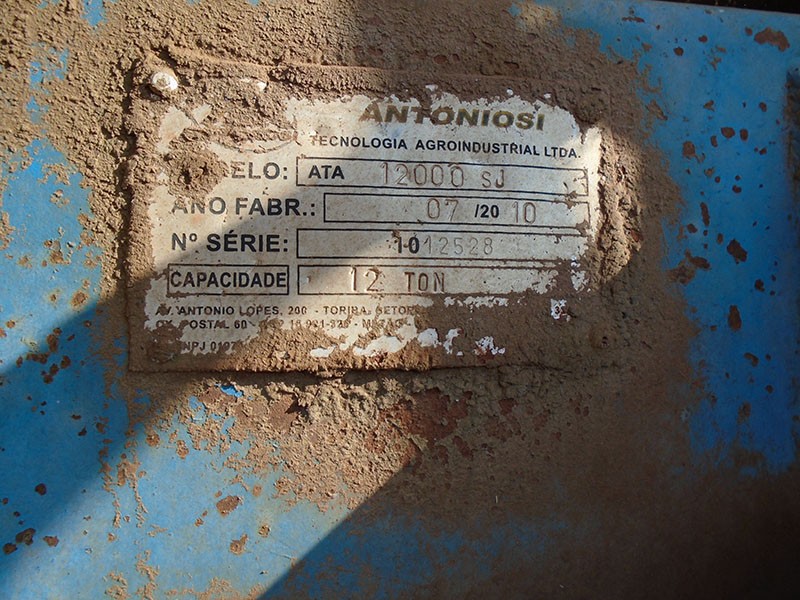 ANTONIOSI
TECNOLOGIA AGROINDUSTRIAL LTDA.
ELO: ATA 12000 SJ
ANO FABR.: 07 /20 10
Nº SÉRIE: 1012528
CAPACIDADE 12 TON
AV. ANTONIO LOPES, 200 - TORIBA
POSTAL 60 -